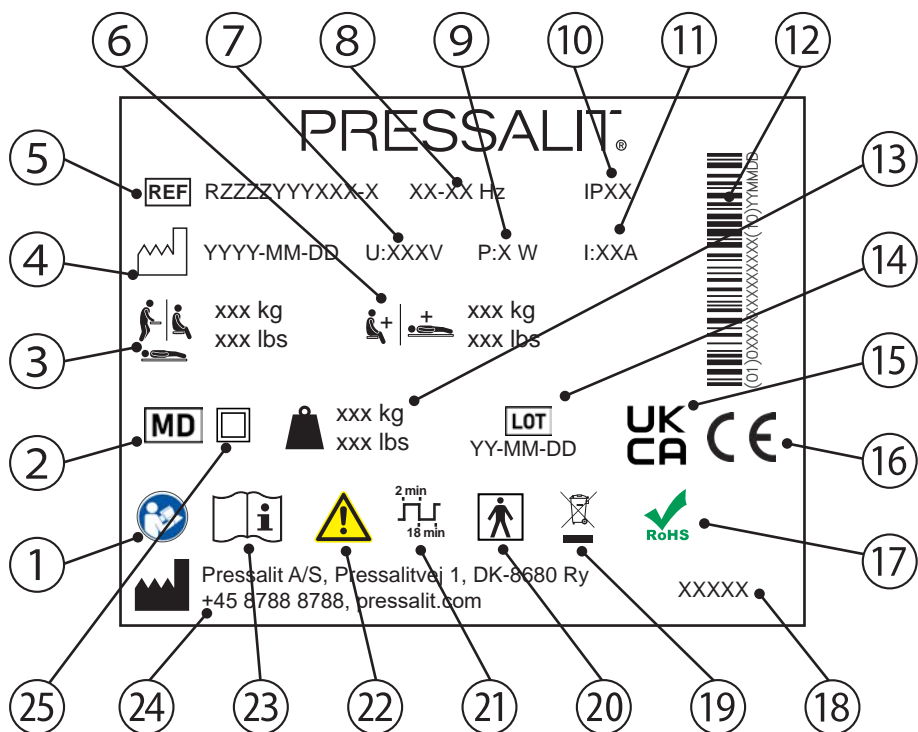 6 7 8 9 10 11 12
PRESSALIT®
5 REF RZZZZYYYXXX-X XX-XX Hz IPXX 13
4 YYYY-MM-DD U:XXXV P:X W I:XXA 14
xxx kg xxx kg
3 xxx lbs xxx lbs
15
xxx kg
2 MD xxx lbs LOT UK CA CE 16
YY-MM-DD
2 min
1 i 18 min RoHS 17
Pressalit A/S, Pressalitvej 1, DK-8680 Ry
+45 8788 8788, pressalit.com XXXXX
25 24 23 22 21 20 19 18